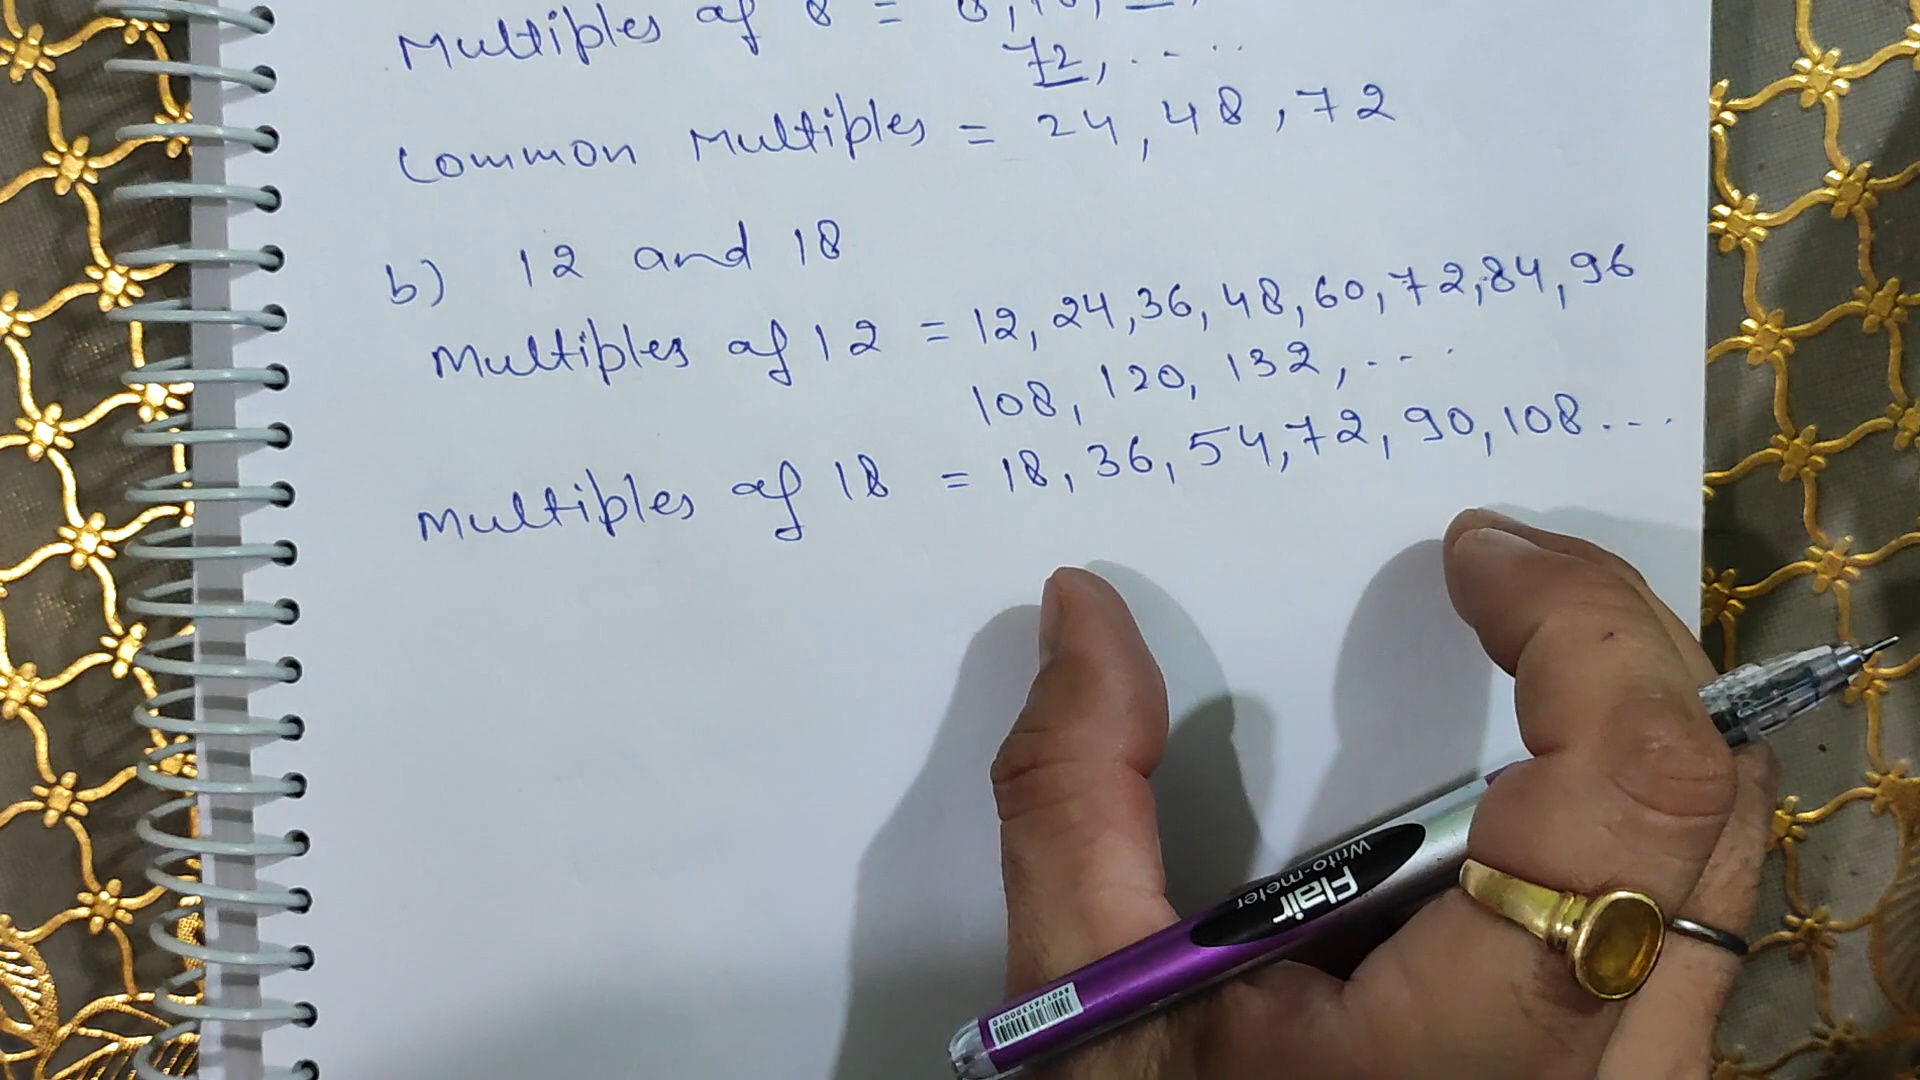 Multiples of 8 = 8, 16,
72, ....
Common Multiples = 24, 48, 72
b) 12 and 18
Multiples of 12 = 12, 24, 36, 48, 60, 72, 84, 96
108, 120, 132, ....
Multiples of 18 = 18, 36, 54, 72, 90, 108...
Flair
Writo-meter